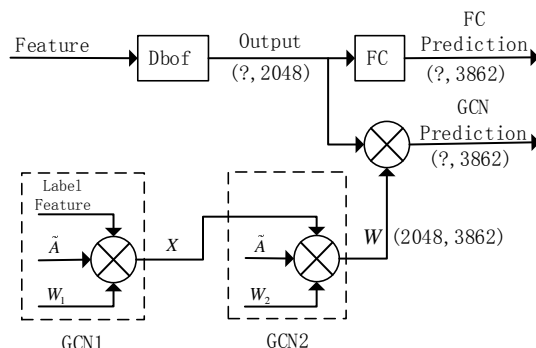 Feature
Dbof
Output
(?, 2048)
FC
FC
Prediction
(?, 3862)
GCN
Prediction
(?, 3862)
Label
Feature
Ã
W₁
X
Ã
W₂
W (2048, 3862)
GCN1
GCN2